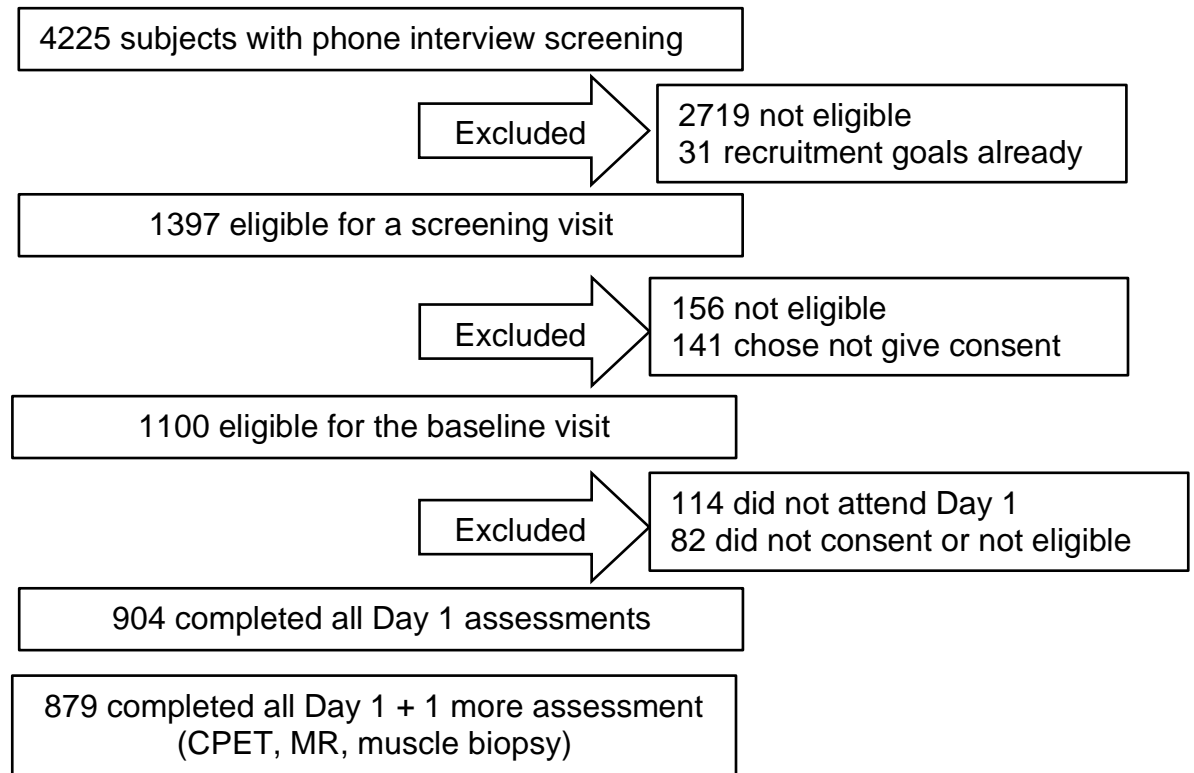 4225 subjects with phone interview screening
Excluded
2719 not eligible
31 recruitment goals already
1397 eligible for a screening visit
Excluded
156 not eligible
141 chose not give consent
1100 eligible for the baseline visit
Excluded
114 did not attend Day 1
82 did not consent or not eligible
904 completed all Day 1 assessments
879 completed all Day 1 + 1 more assessment
(CPET, MR, muscle biopsy)